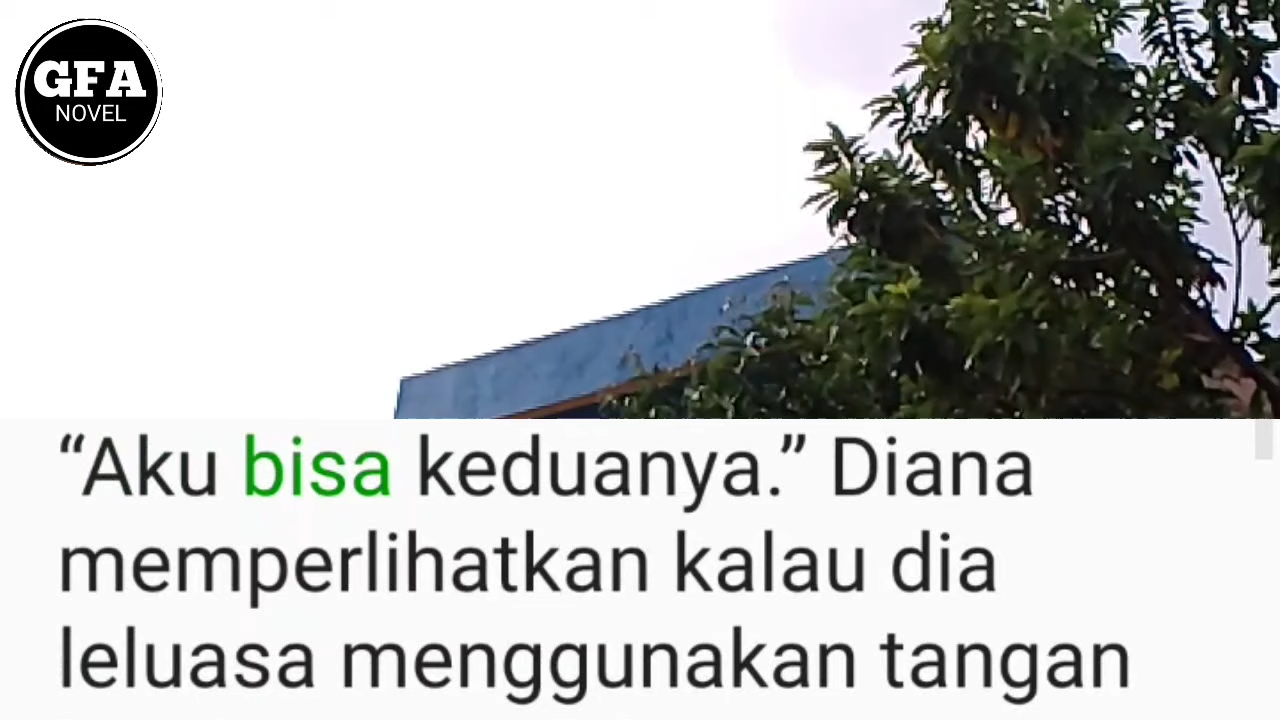 GFA
NOVEL
“Aku bisa keduanya.” Diana
memperlihatkan kalau dia
leluasa menggunakan tangan